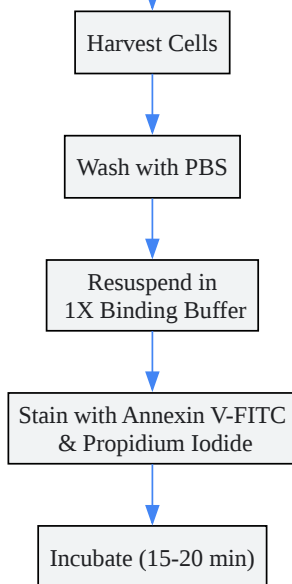 Harvest Cells
Wash with PBS
Resuspend in
1X Binding Buffer
Stain with Annexin V-FITC
& Propidium Iodide
Incubate (15-20 min)